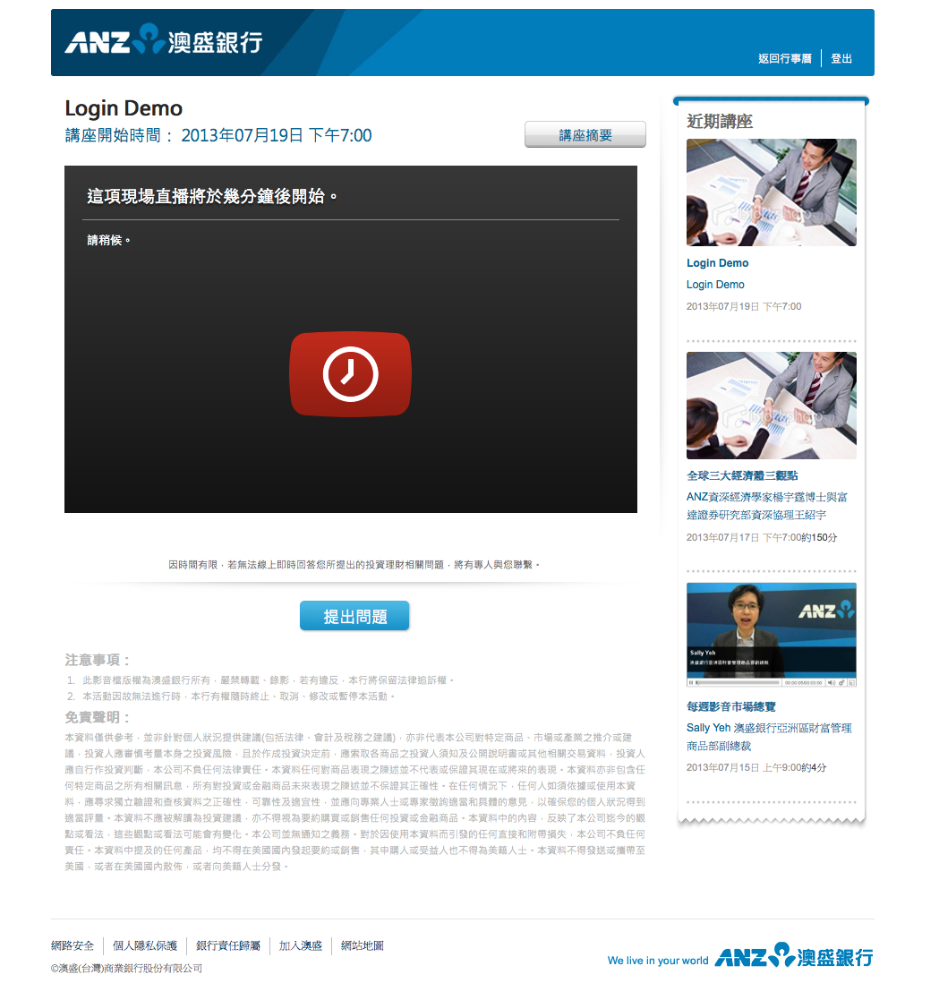 ANZ 澳盛銀行
返回行事曆 登出
Login Demo
講座開始時間： 2013年07月19日 下午7:00
講座摘要
這項現場直播將於幾分鐘後開始。
請稍候。
因時間有限，若無法線上即時回答您所提出的投資理財相關問題，將有專人與您聯繫。
提出問題
注意事項：
1. 此影音檔版權為澳盛銀行所有，嚴禁轉載、錄影，若有違反，本行將保留法律追訴權。
2. 本活動因故無法進行時，本行有權隨時終止、取消、修改或暫停本活動。
免責聲明：
本資料僅供參考，並非針對個人狀況提供建議(包括法律、會計及稅務之建議)，亦非代表本公司對特定商品、市場或產業之推介或建
議，投資人應審慎考量本身之投資風險，且於作成投資決定前，應索取各商品之投資人須知及公開說明書或其他相關交易資料，投資人
應自行作投資判斷，本公司不負任何法律責任。本資料任何對商品表現之陳述並不代表或保證其現在或將來的表現。本資料亦非包含任
何特定商品之所有相關訊息，所有對投資或金融商品未來表現之陳述並不保證其正確性。在任何情況下，任何人如須依據或使用本資
料，應尋求獨立驗證和查核資料之正確性，可靠性及適宜性，並應向專業人士或專家徵詢適當和具體的意見，以確保您的個人狀況得到
適當評量。本資料不應被解讀為投資建議，亦不得視為要約購買或銷售任何投資或金融商品。本資料中的內容，反映了本公司迄今的觀
點或看法，這些觀點或看法可能會有變化。本公司並無通知之義務。對於因使用本資料而引發的任何直接和附帶損失，本公司不負任何
責任。本資料中提及的任何產品，均不得在美國國內發起要約或銷售，其申購人或受益人也不得為美籍人士。本資料不得發送或攜帶至
美國，或者在美國國內散佈，或者向美籍人士分發。
近期講座
Login Demo
Login Demo
2013年07月19日 下午7:00
全球三大經濟體三觀點
ANZ資深經濟學家楊宇霆博士與富
達證券研究部資深協理王紹宇
2013年07月17日 下午7:00約150分
ANZ
Sally Yeh
澳盛銀行亞洲區財富管理商品部副總裁
每週影音市場總覽
Sally Yeh 澳盛銀行亞洲區財富管理
商品部副總裁
2013年07月15日 上午9:00約4分
網路安全 個人隱私保護 銀行責任歸屬 加入澳盛 網站地圖
©澳盛(台灣)商業銀行股份有限公司
We live in your world ANZ 澳盛銀行